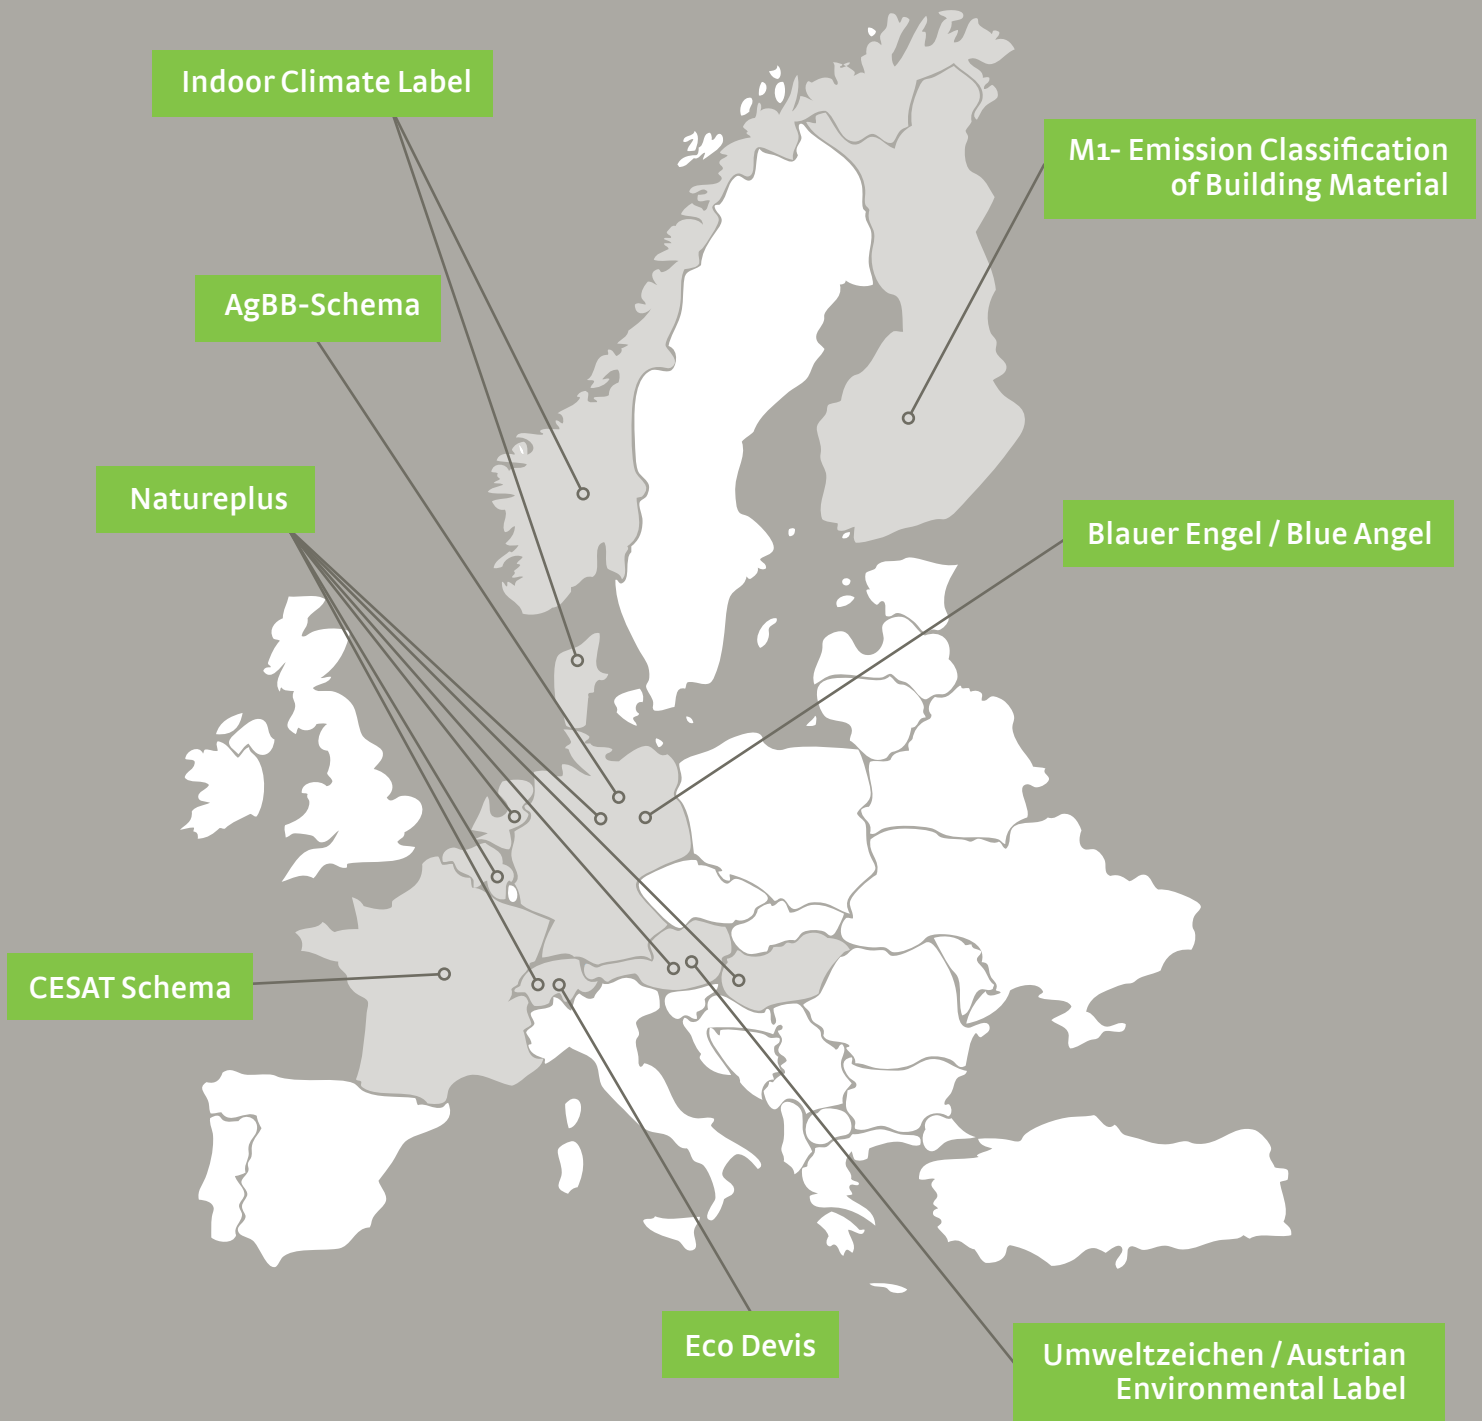 Indoor Climate Label
M1- Emission Classification
of Building Material
AgBB-Schema
Natureplus
Blauer Engel / Blue Angel
CESAT Schema
Eco Devis
Umweltzeichen / Austrian
Environmental Label